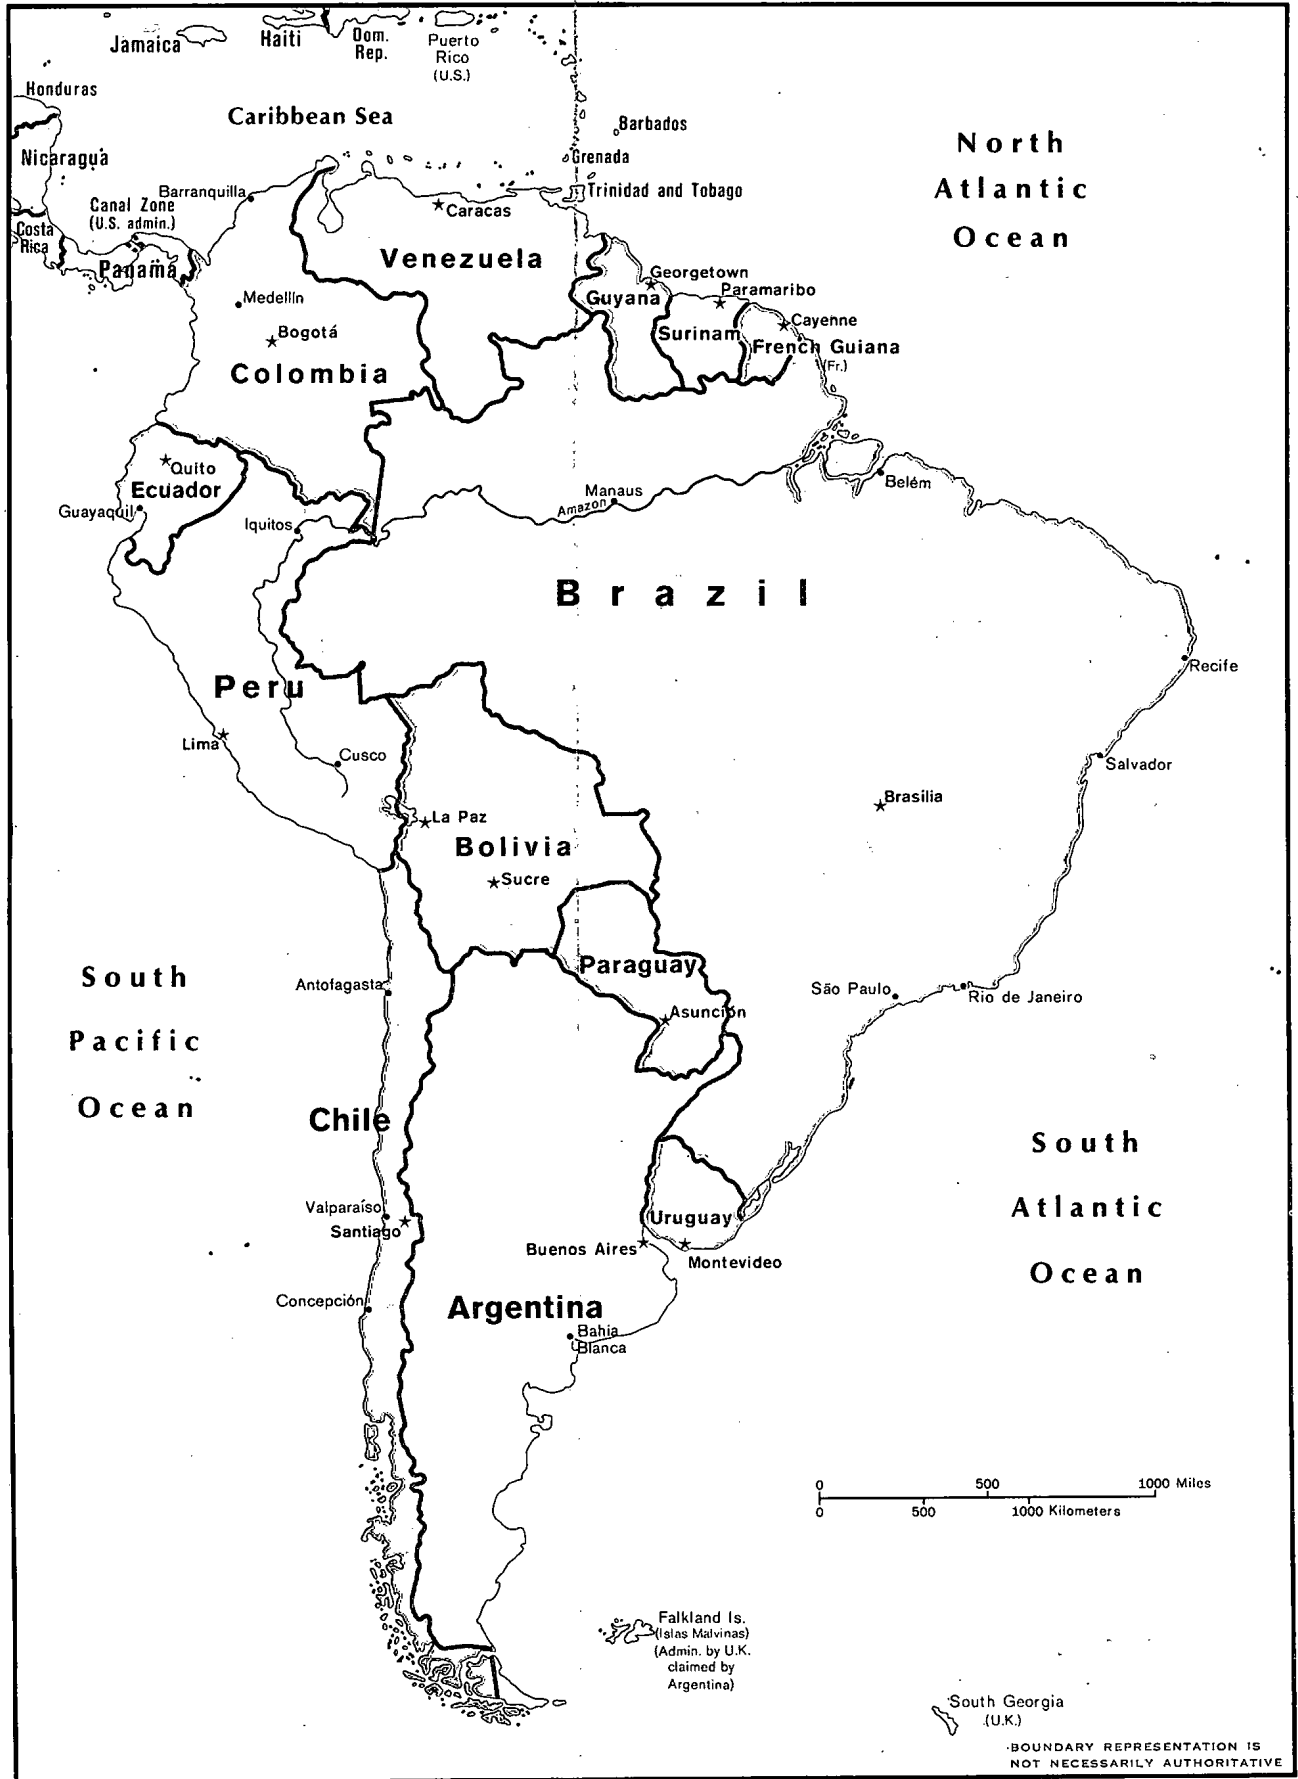 Jamaica
Haiti
Dom.
Rep.
Puerto
Rico
(U.S.)
Honduras
Caribbean Sea
Barbados
North
Atlantic
Ocean
Nicaragua
Grenada
Barranquilla
Trinidad and Tobago
Canal Zone
(U.S. admin.)
Caracas
Costa
Rica
Panamá
Venezuela
Georgetown
Paramaribo
Guyana
Medellín
Cayenne
Bogotá
Surinam
French Guiana
(Fr.)
Colombia
Quito
Ecuador
Belém
Manaus
Amazon
Guayaquil
Iquitos
Brazil
Recife
Peru
Lima
Cusco
Salvador
Brasilia
La Paz
Bolivia
Sucre
South
Pacific
Ocean
Paraguay
Antofagasta
São Paulo
Rio de Janeiro
Asunción
Chile
South
Atlantic
Ocean
Valparaíso
Santiago
Uruguay
Buenos Aires
Montevideo
Concepción
Argentina
Bahia
Blanca
0 500 1000 Miles
0 500 1000 Kilometers
Falkland Is.
(Islas Malvinas)
(Admin. by U.K.
claimed by
Argentina)
South Georgia
(U.K.)
BOUNDARY REPRESENTATION IS
NOT NECESSARILY AUTHORITATIVE